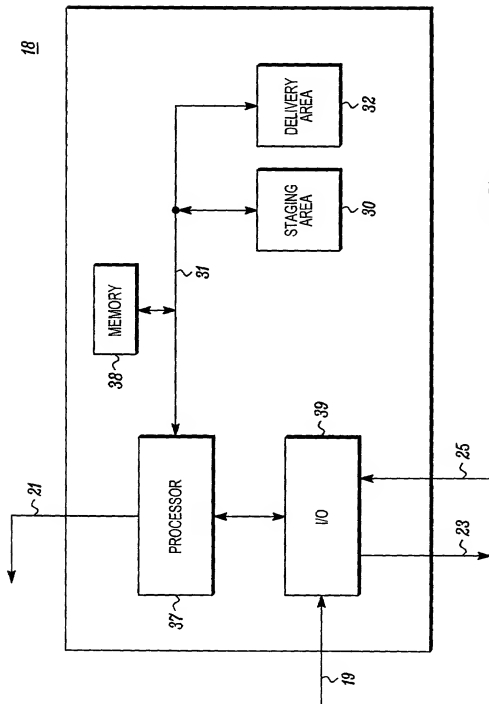 18
21
PROCESSOR
37
MEMORY
38
31
DELIVERY
AREA
32
STAGING
AREA
30
I/O
39
19
23
25